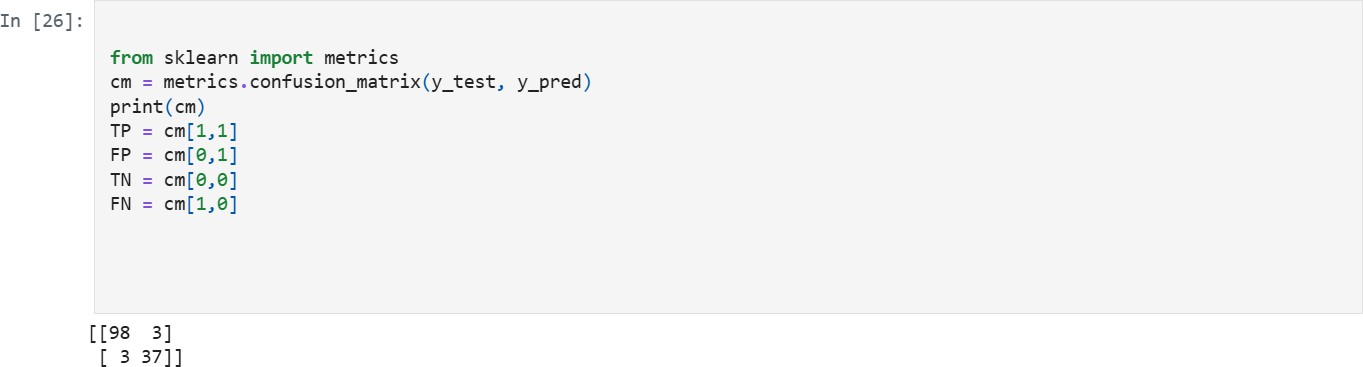 In [26]:
from sklearn import metrics
cm = metrics.confusion_matrix(y_test, y_pred)
print(cm)
TP = cm[1,1]
FP = cm[0,1]
TN = cm[0,0]
FN = cm[1,0]
[[98  3]
 [ 3 37]]